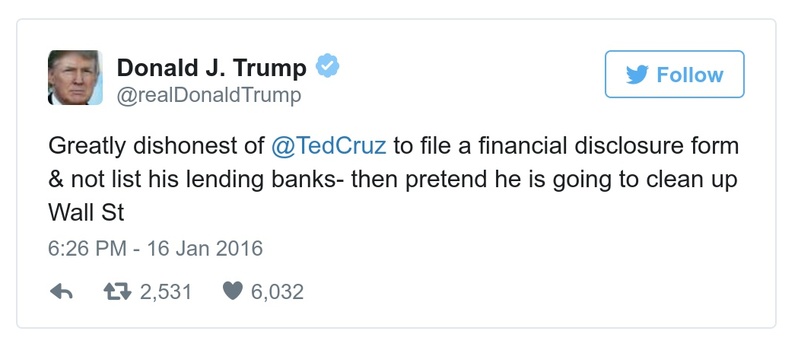 Donald J. Trump
@realDonaldTrump
Follow
Greatly dishonest of @TedCruz to file a financial disclosure form
& not list his lending banks- then pretend he is going to clean up
Wall St
6:26 PM - 16 Jan 2016
2,531 6,032